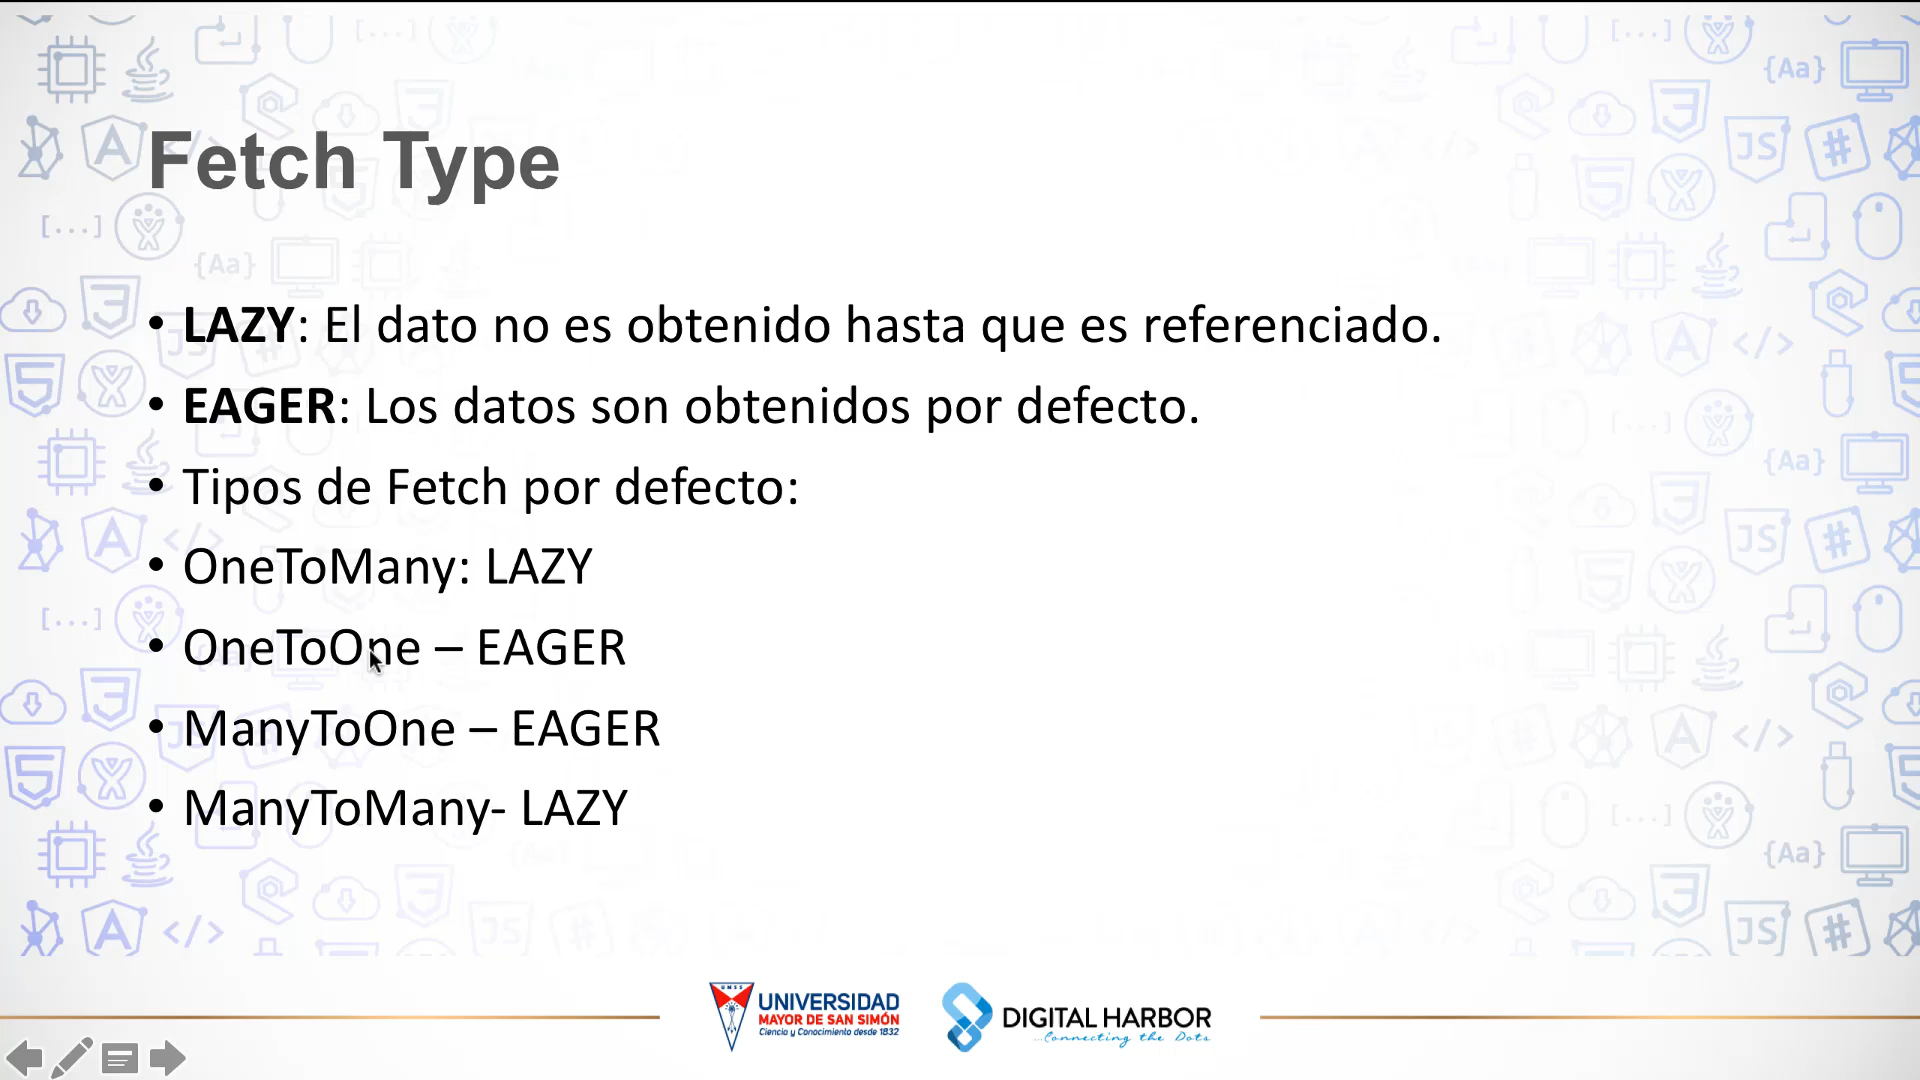 Fetch Type
• LAZY: El dato no es obtenido hasta que es referenciado.
• EAGER: Los datos son obtenidos por defecto.
• Tipos de Fetch por defecto:
• OneToMany: LAZY
• OneToOne – EAGER
• ManyToOne – EAGER
• ManyToMany- LAZY
UMSS
UNIVERSIDAD
MAYOR DE SAN SIMÓN
Ciencia y Conocimiento desde 1832
DIGITAL HARBOR
...Connecting the Dots